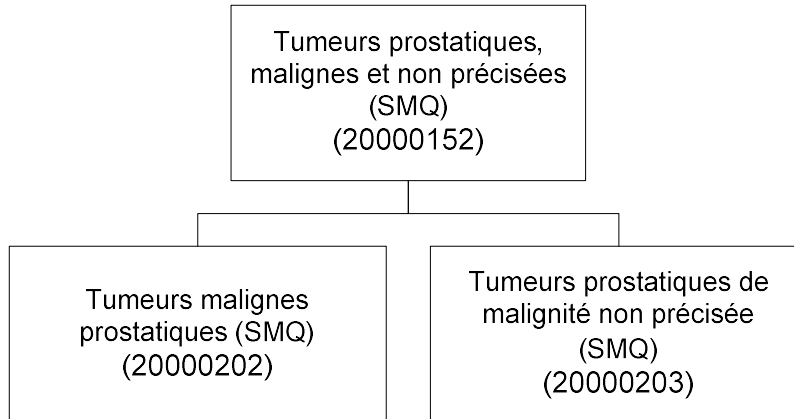 Tumeurs prostatiques,
malignes et non précisées
(SMQ)
(20000152)
Tumeurs malignes
prostatiques (SMQ)
(20000202)
Tumeurs prostatiques de
malignité non précisée
(SMQ)
(20000203)